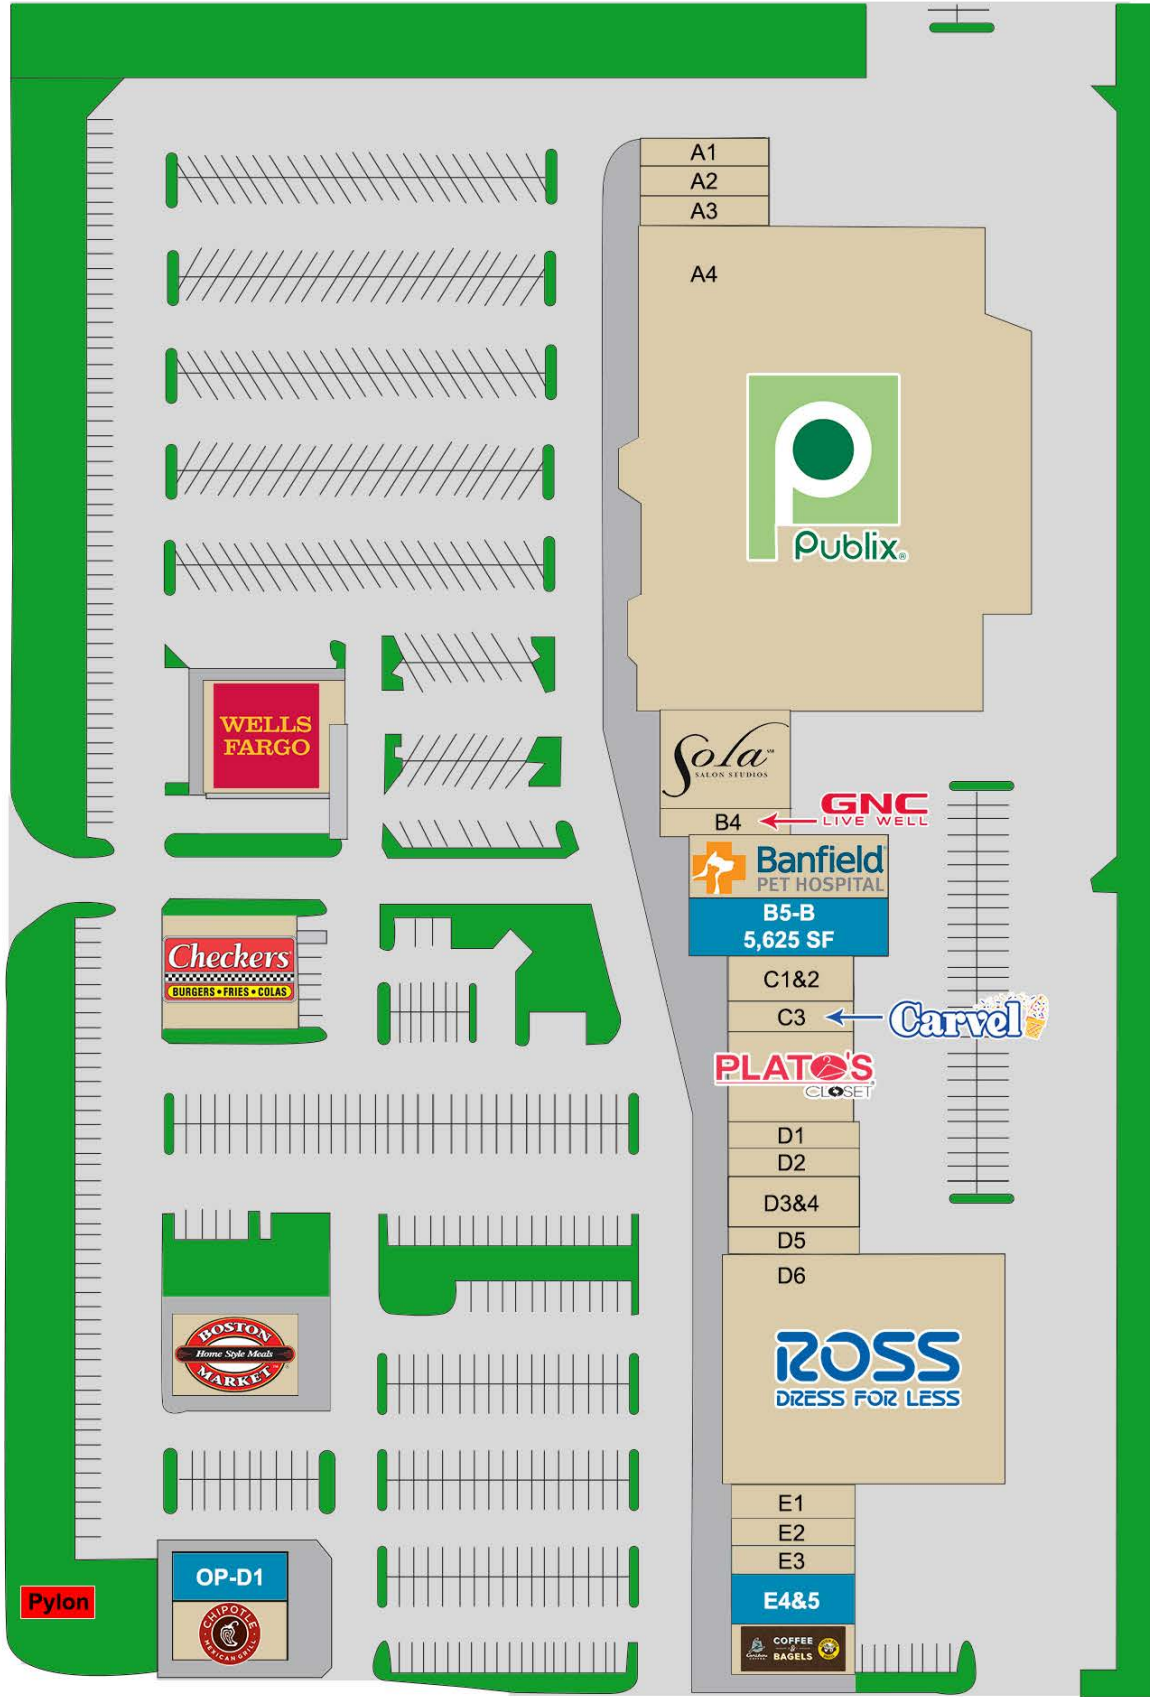 A1
A2
A3
A4
Publix®
WELLS
FARGO
Sola
SALON STUDIOS
B4
GNC
LIVE WELL
Banfield
PET HOSPITAL
B5-B
5,625 SF
Checkers
BURGERS • FRIES • COLAS
C1&2
C3
Carvel
PLATO'S
CLOSET
D1
D2
D3&4
D5
D6
ROSS
DRESS FOR LESS
BOSTON
Home Style Meals
MARKET
E1
E2
E3
E4&5
OP-D1
Pylon
CHIPOTLE
MEXICAN GRILL
COFFEE
&
BAGELS